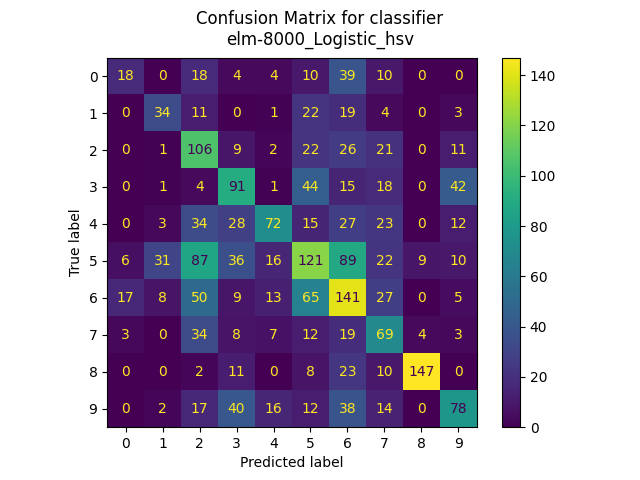 Confusion Matrix for classifier
elm-8000_Logistic_hsv
0 18 0 18 4 4 10 39 10 0 0
1 0 34 11 0 1 22 19 4 0 3
2 0 1 106 9 2 22 26 21 0 11
3 0 1 4 91 1 44 15 18 0 42
4 0 3 34 28 72 15 27 23 0 12
5 6 31 87 36 16 121 89 22 9 10
6 17 8 50 9 13 65 141 27 0 5
7 3 0 34 8 7 12 19 69 4 3
8 0 0 2 11 0 8 23 10 147 0
9 0 2 17 40 16 12 38 14 0 78
0 1 2 3 4 5 6 7 8 9
True label
Predicted label
140
120
100
80
60
40
20
0